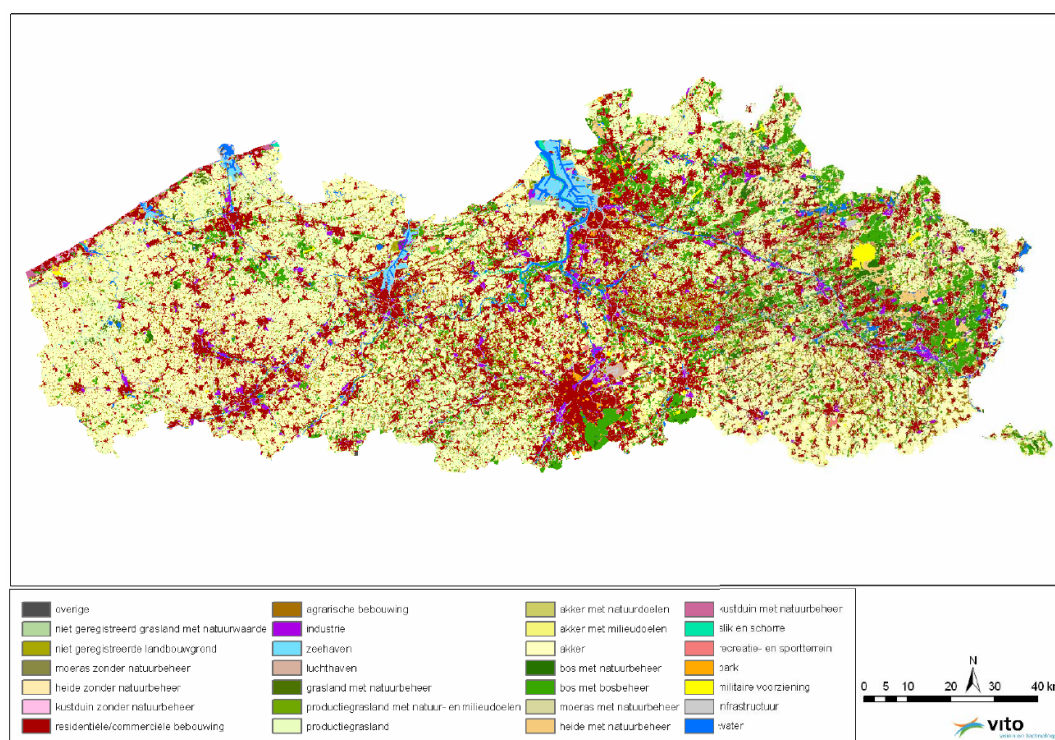 overige
niet geregistreerd grasland met natuurwaarde
niet geregistreerde landbouwgrond
moeras zonder natuurbeheer
heide zonder natuurbeheer
kustduin zonder natuurbeheer
residentiële/commerciële bebouwing
agrarische bebouwing
industrie
zeehaven
luchthaven
grasland met natuurbeheer
productiegrasland met natuur- en milieudoelen
productiegrasland
akker met natuurdoelen
akker met milieudoelen
akker
bos met natuurbeheer
bos met bosbeheer
moeras met natuurbeheer
heide met natuurbeheer
kustduin met natuurbeheer
slik en schorre
recreatie- en sportterrein
park
militaire voorziening
infrastructuur
water
N
0 5 10 20 30 40 km
vito